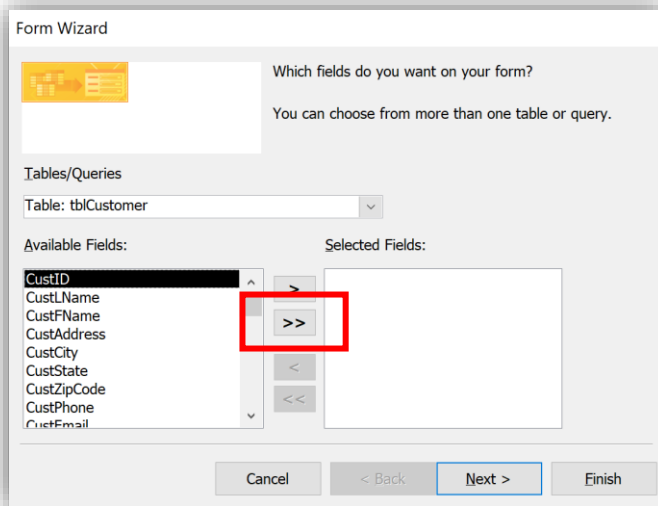 Form Wizard
Which fields do you want on your form?
You can choose from more than one table or query.
Tables/Queries
Table: tblCustomer
Available Fields:
Selected Fields:
CustID
CustLName
CustFName
CustAddress
CustCity
CustState
CustZipCode
CustPhone
CustEmail
>
>>
<
<<
Cancel
< Back
Next >
Finish